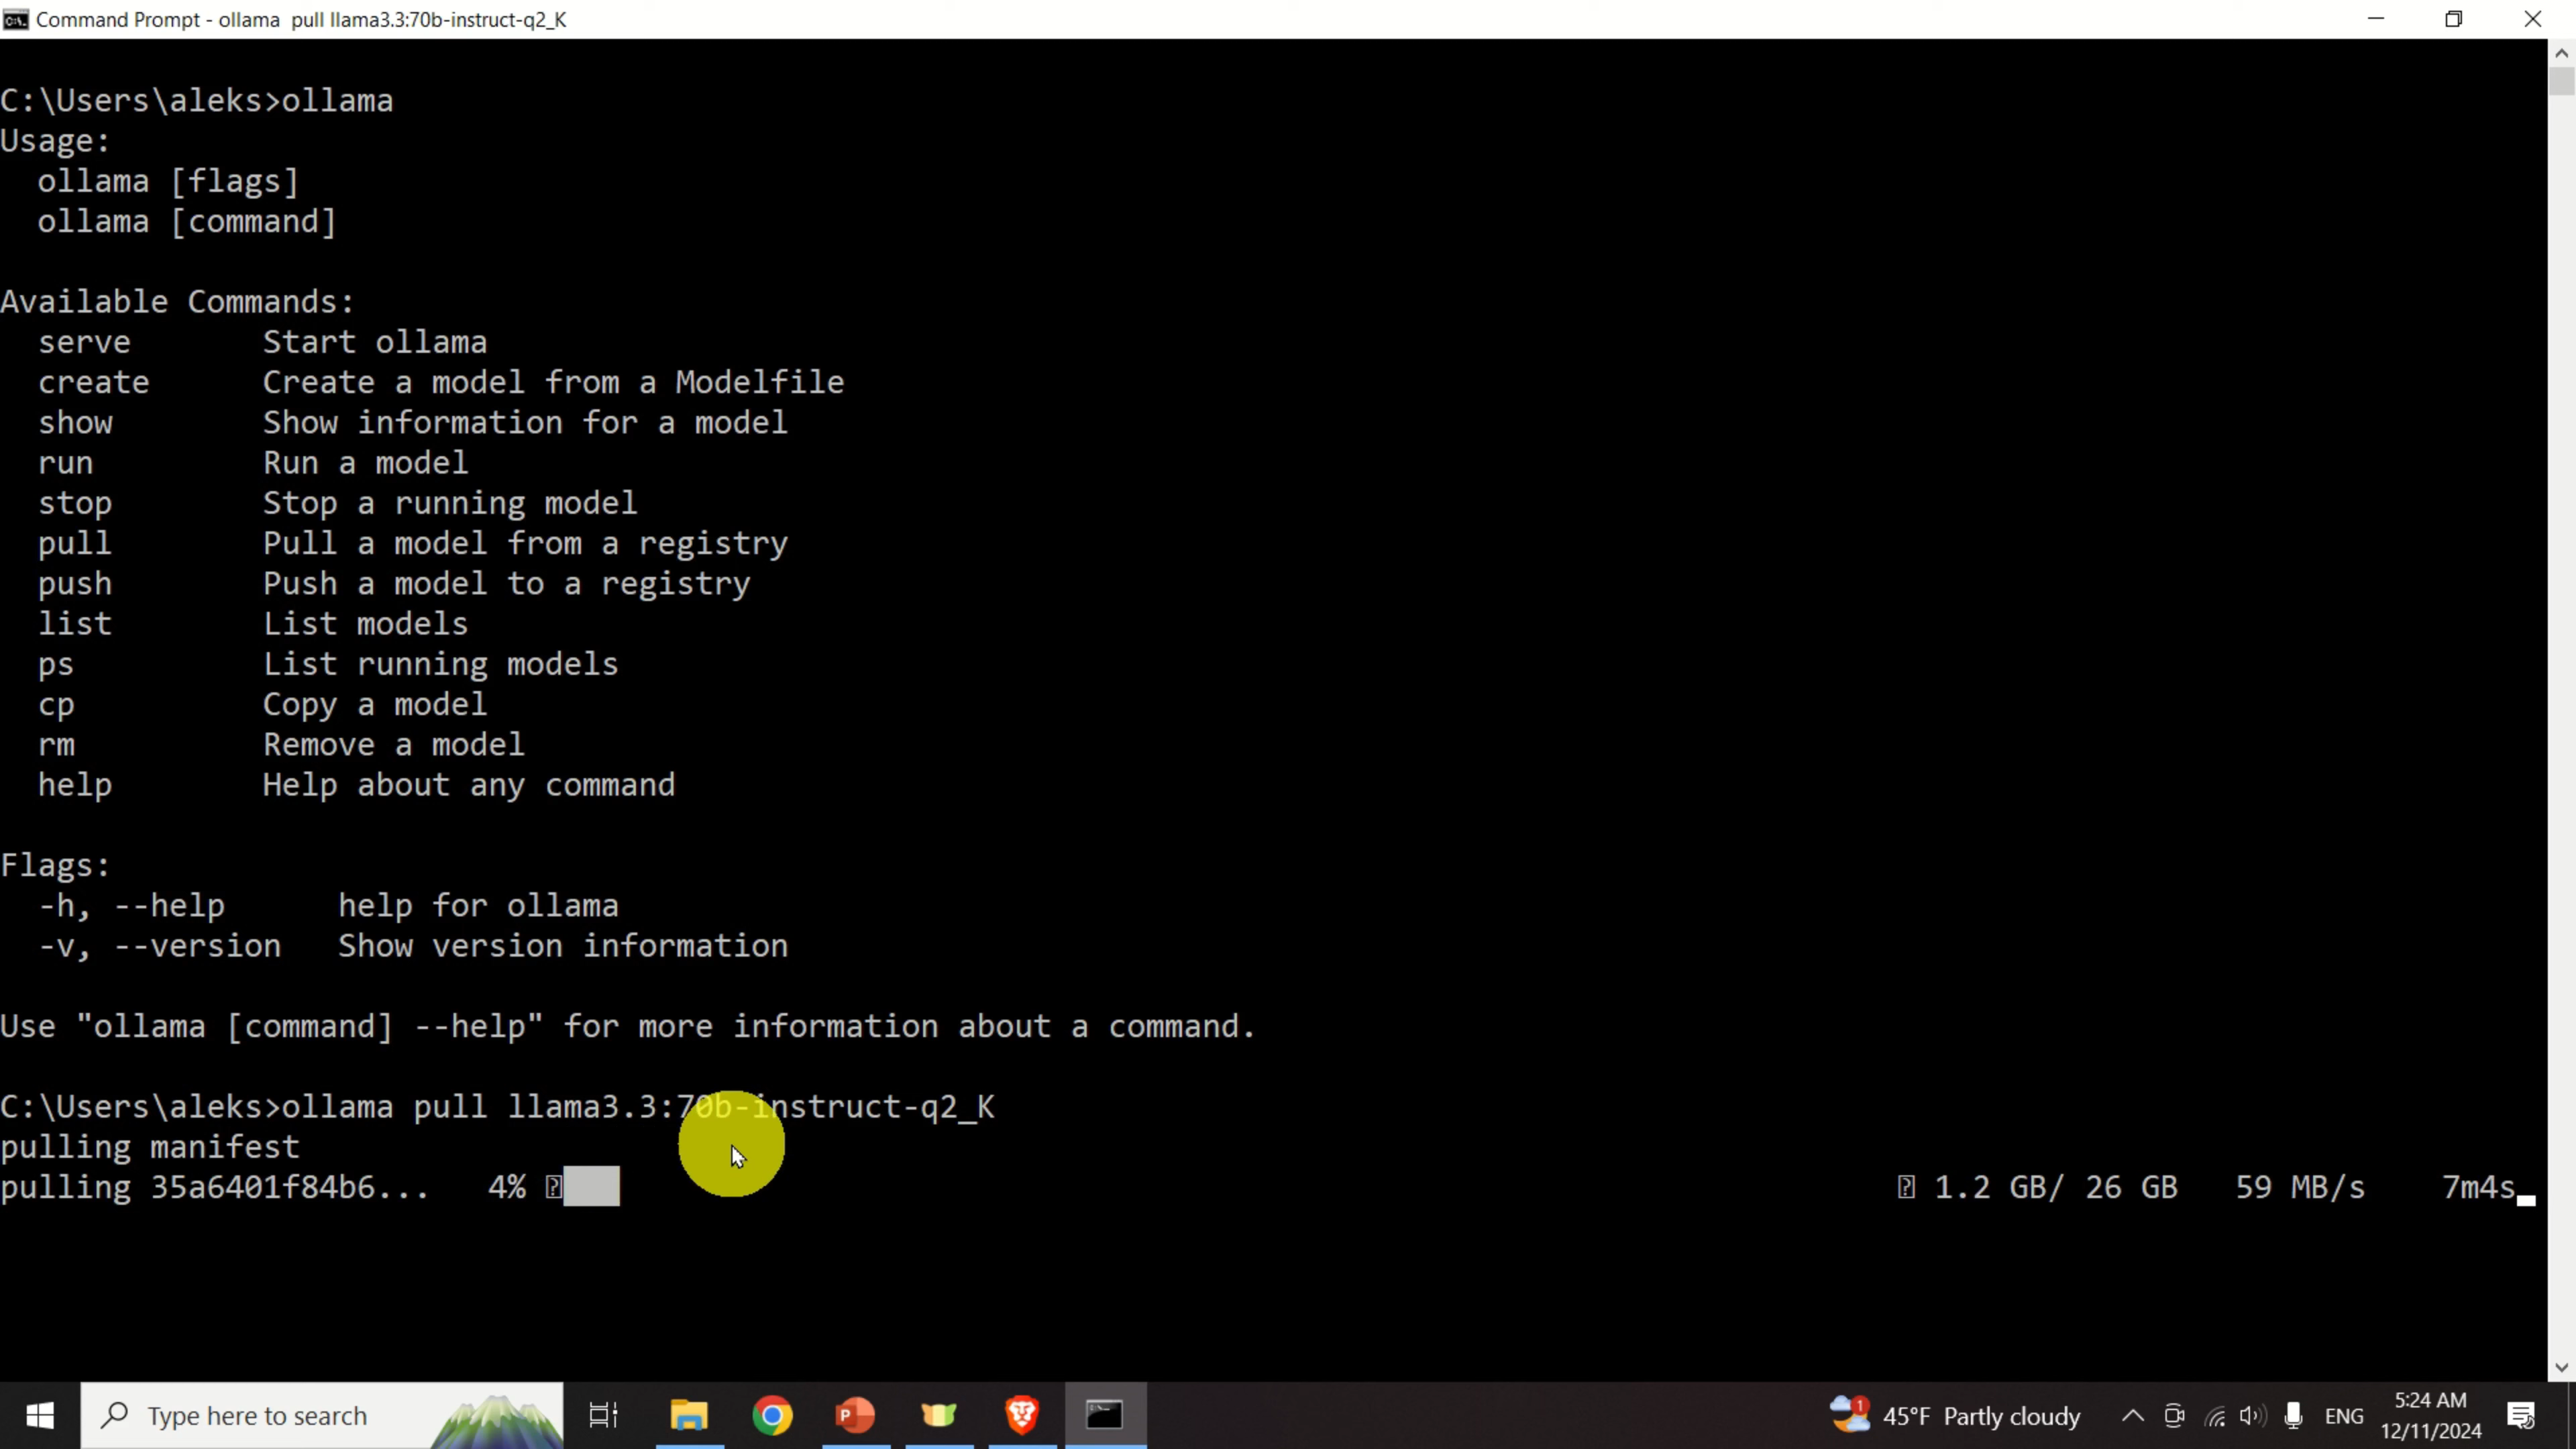 Command Prompt - ollama  pull llama3.3:70b-instruct-q2_K
C:\Users\aleks>ollama
Usage:
  ollama [flags]
  ollama [command]
Available Commands:
  serve       Start ollama
  create      Create a model from a Modelfile
  show        Show information for a model
  run         Run a model
  stop        Stop a running model
  pull        Pull a model from a registry
  push        Push a model to a registry
  list        List models
  ps          List running models
  cp          Copy a model
  rm          Remove a model
  help        Help about any command
Flags:
  -h, --help      help for ollama
  -v, --version   Show version information
Use "ollama [command] --help" for more information about a command.
C:\Users\aleks>ollama pull llama3.3:70b-instruct-q2_K
pulling manifest
pulling 35a6401f84b6...   4% 1.2 GB/ 26 GB   59 MB/s    7m4s
Type here to search
1
45°F Partly cloudy
ENG
5:24 AM
12/11/2024